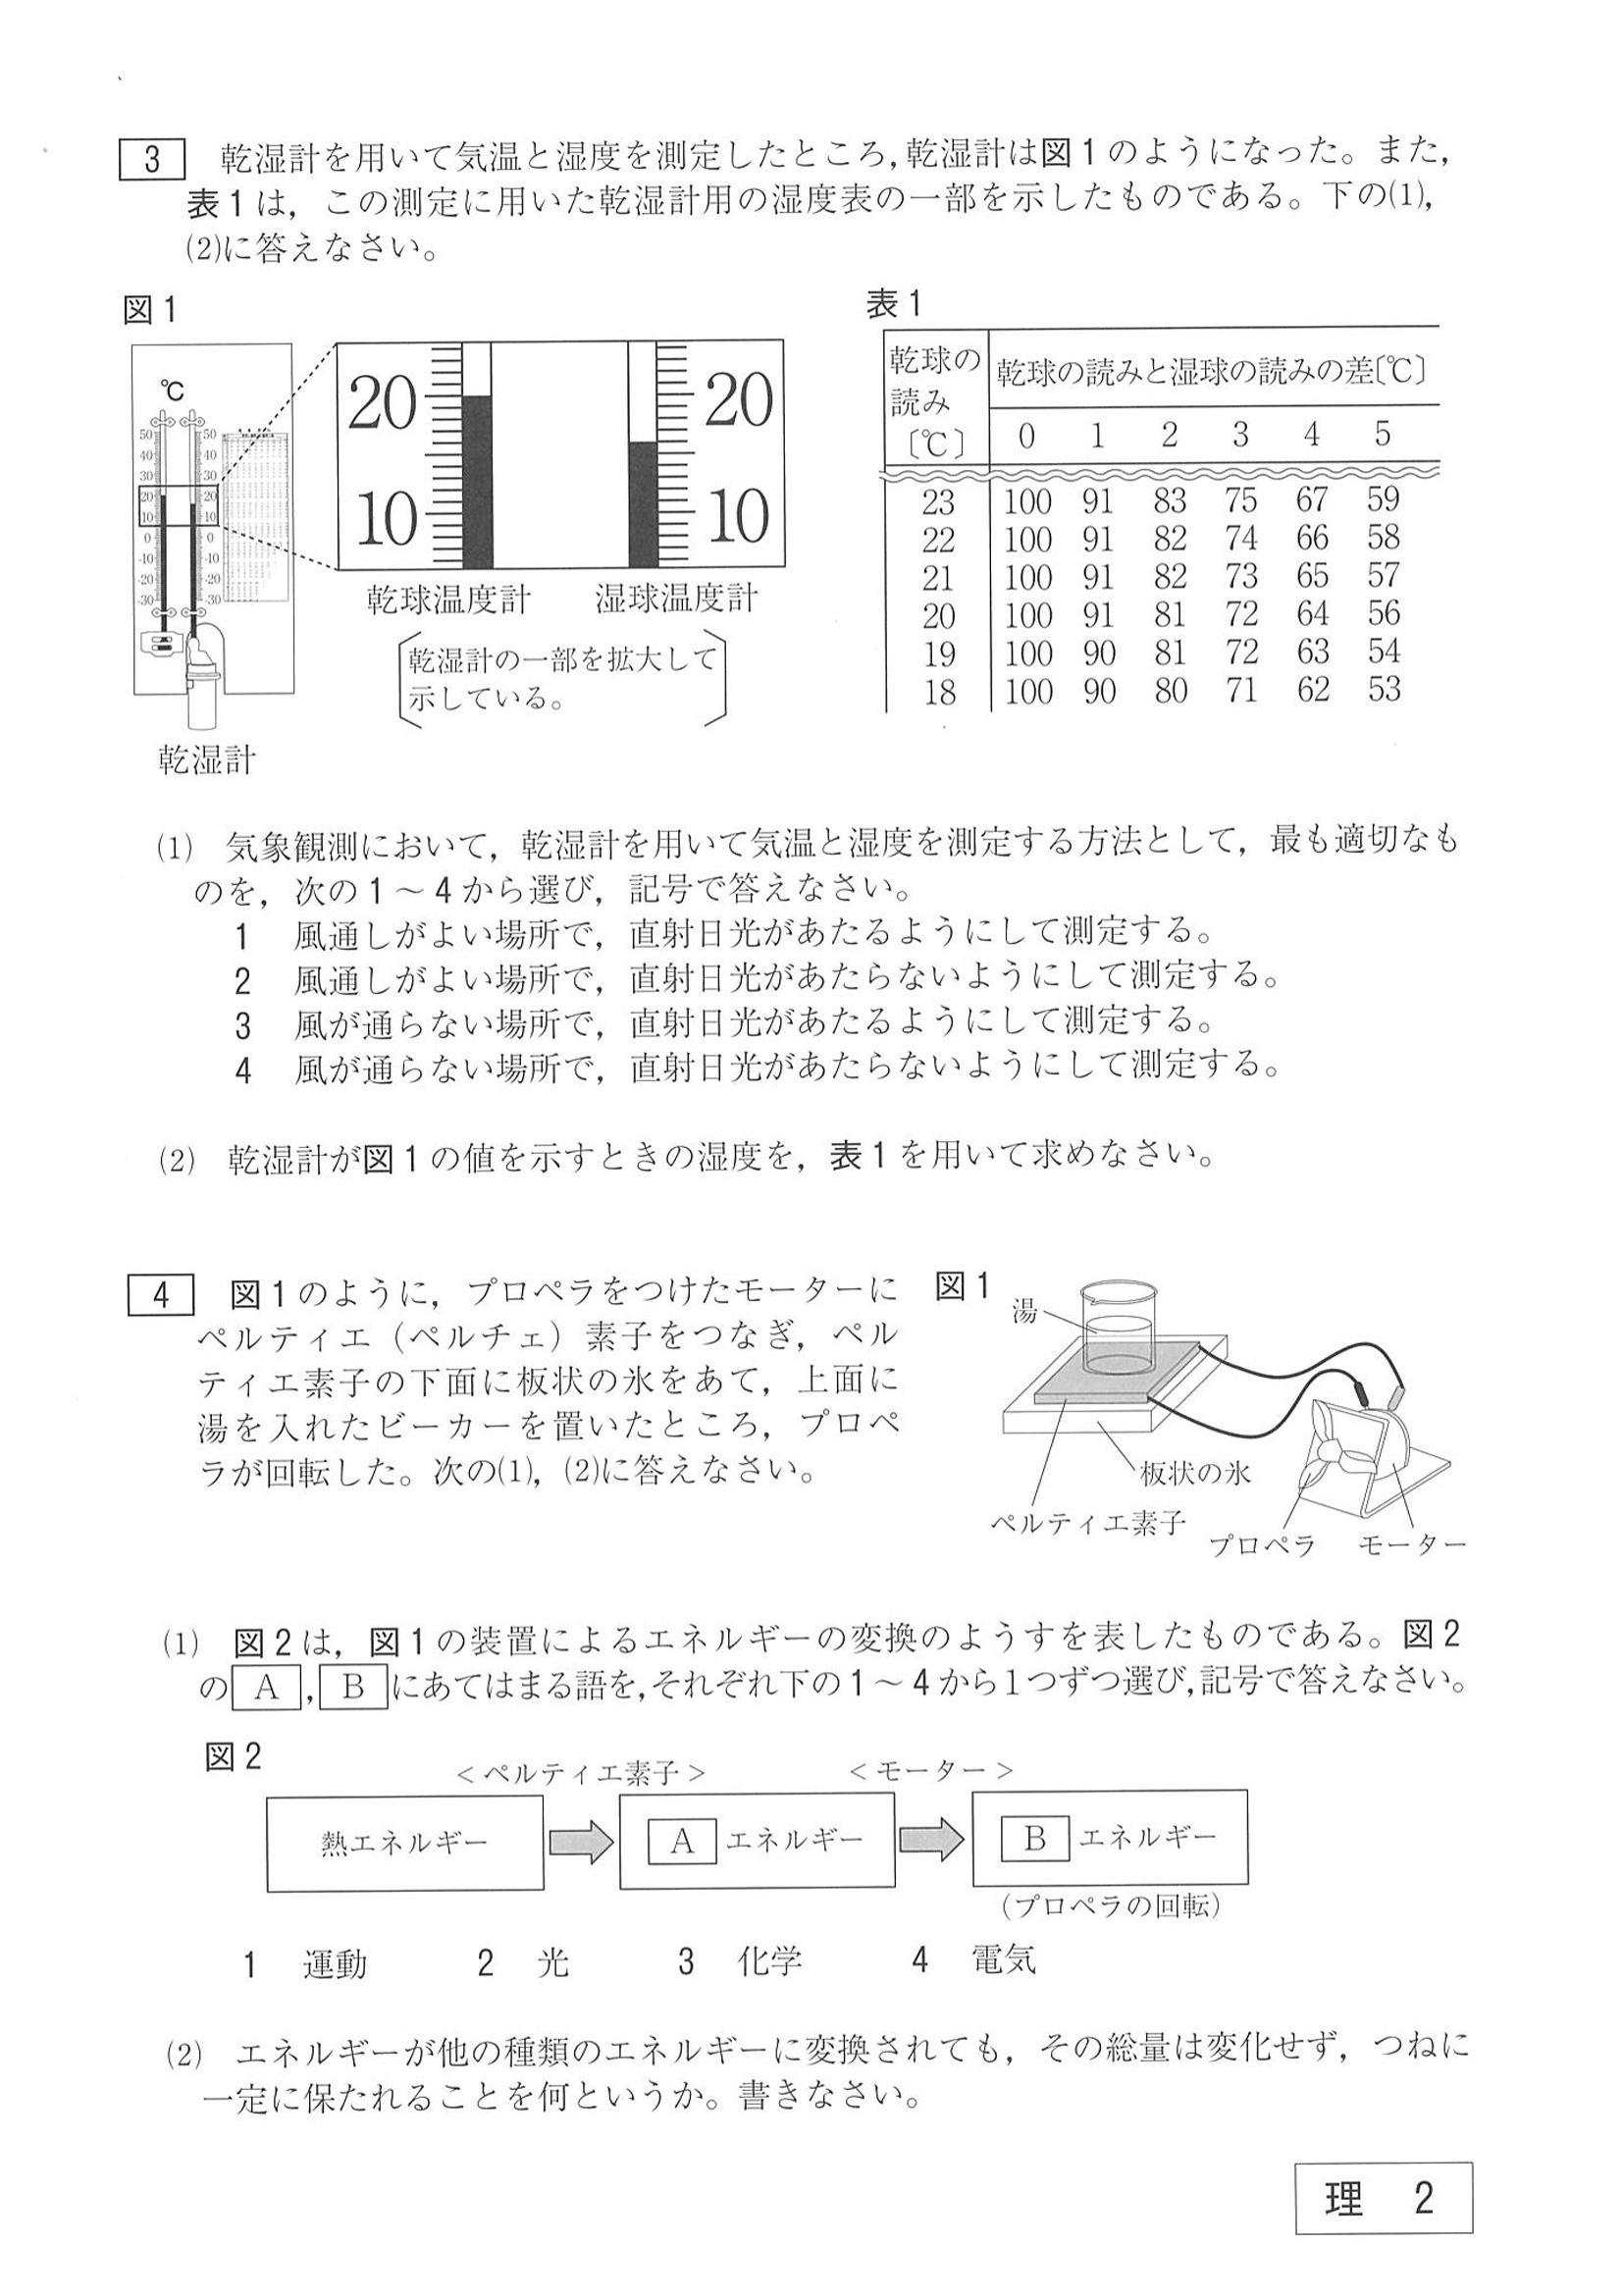 3 乾湿計を用いて気温と湿度を測定したところ,乾湿計は図1のようになった。また,
表1は，この測定に用いた乾湿計用の湿度表の一部を示したものである。下の(1)，
(2)に答えなさい。
図1
℃
50 50
40 40
30 30
20 20
10 10
0 0
-10 -10
-20 -20
-30 -30
乾湿計
20 20
10 10
乾球温度計 湿球温度計
乾湿計の一部を拡大して
示している。
表1
乾球の読み〔℃〕 乾球の読みと湿球の読みの差〔℃〕
0 1 2 3 4 5
23 100 91 83 75 67 59
22 100 91 82 74 66 58
21 100 91 82 73 65 57
20 100 91 81 72 64 56
19 100 90 81 72 63 54
18 100 90 80 71 62 53
(1) 気象観測において，乾湿計を用いて気温と湿度を測定する方法として，最も適切なも
のを，次の1～4から選び，記号で答えなさい。
1 風通しがよい場所で，直射日光があたるようにして測定する。
2 風通しがよい場所で，直射日光があたらないようにして測定する。
3 風が通らない場所で，直射日光があたるようにして測定する。
4 風が通らない場所で，直射日光があたらないようにして測定する。
(2) 乾湿計が図1の値を示すときの湿度を，表1を用いて求めなさい。
4 図1のように，プロペラをつけたモーターに
ペルティエ（ペルチェ）素子をつなぎ，ペル
ティエ素子の下面に板状の氷をあて，上面に
湯を入れたビーカーを置いたところ，プロペ
ラが回転した。次の(1)，(2)に答えなさい。
図1
湯
板状の氷
ペルティエ素子
プロペラ モーター
(1) 図2は，図1の装置によるエネルギーの変換のようすを表したものである。図2
の A , B にあてはまる語を,それぞれ下の1～4から1つずつ選び,記号で答えなさい。
図2
＜ペルティエ素子＞ ＜モーター＞
熱エネルギー A エネルギー B エネルギー
（プロペラの回転）
1 運動 2 光 3 化学 4 電気
(2) エネルギーが他の種類のエネルギーに変換されても，その総量は変化せず，つねに
一定に保たれることを何というか。書きなさい。
理 2